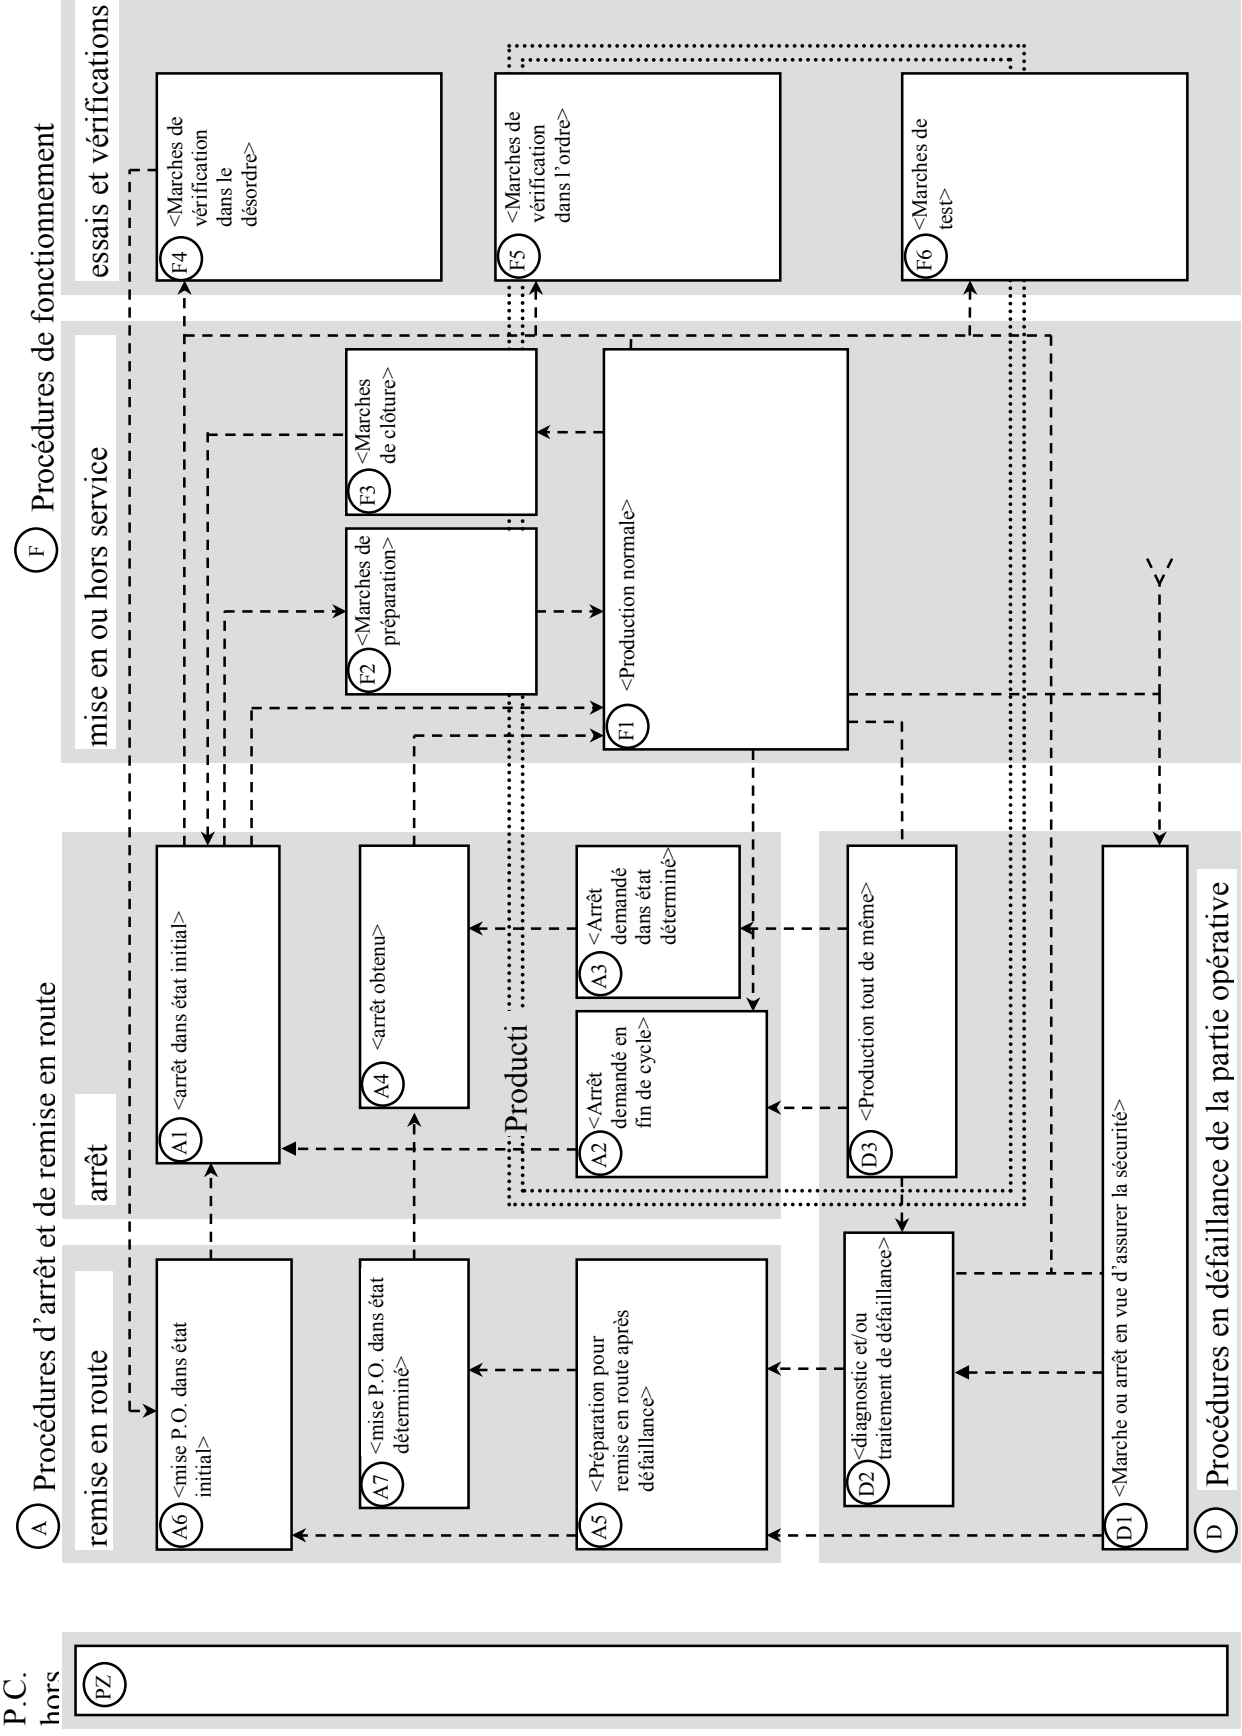 P.C.
hors
PZ
A Procédures d'arrêt et de remise en route
remise en route
arrêt
A6 <mise P.O. dans état
initial>
A7 <mise P.O. dans état
déterminé>
A5 <Préparation pour
remise en route après
défaillance>
A1 <arrêt dans état initial>
A4 <arrêt obtenu>
Producti
A2 <Arrêt
demandé en
fin de cycle>
A3 <Arrêt
demandé
dans état
déterminé>
D2 <diagnostic et/ou
traitement de défaillance>
D3 <Production tout de même>
D1 <Marche ou arrêt en vue d'assurer la sécurité>
D Procédures en défaillance de la partie opérative
F Procédures de fonctionnement
mise en ou hors service
essais et vérifications
F2 <Marches de
préparation>
F3 <Marches
de clôture>
F1 <Production normale>
F4 <Marches de
vérification
dans le
désordre>
F5 <Marches de
vérification
dans l'ordre>
F6 <Marches de
test>